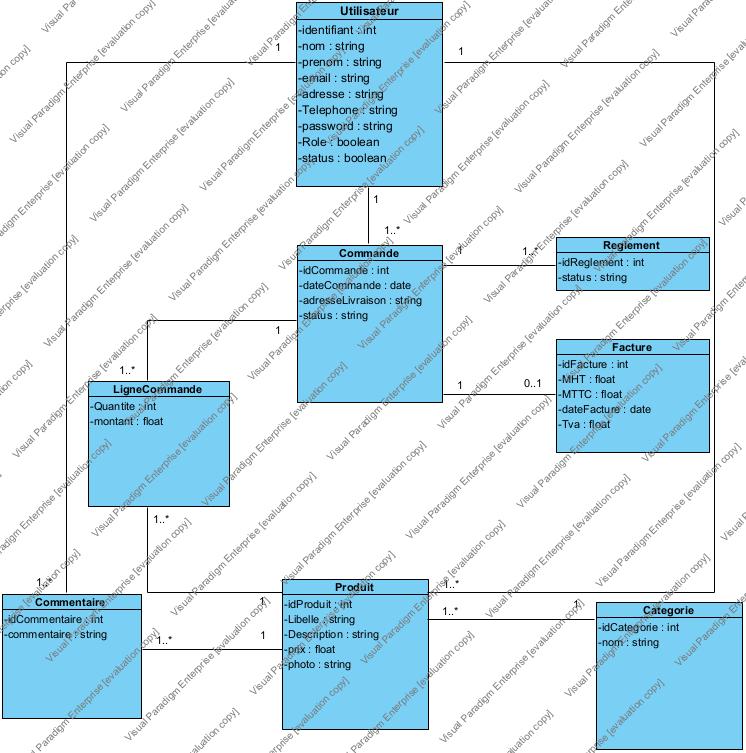 Utilisateur
-identifiant : int
-nom : string
-prenom : string
-email : string
-adresse : string
-Telephone : string
-password : string
-Role : boolean
-status : boolean
1
1
1
1..*
Commande
-idCommande : int
-dateCommande : date
-adresseLivraison : string
-status : string
1
1..*
Reglement
-idReglement : int
-status : string
1
1..*
LigneCommande
-Quantite : int
-montant : float
1
0..1
Facture
-idFacture : int
-MHT : float
-MTTC : float
-dateFacture : date
-Tva : float
1..*
1
1..*
Commentaire
-idCommentaire : int
-commentaire : string
1..*
1
Produit
-idProduit : int
-Libelle : string
-Description : string
-prix : float
-photo : string
1..*
1..*
1
Categorie
-idCategorie : int
-nom : string
Visual Paradigm Enterprise [evaluation copy]